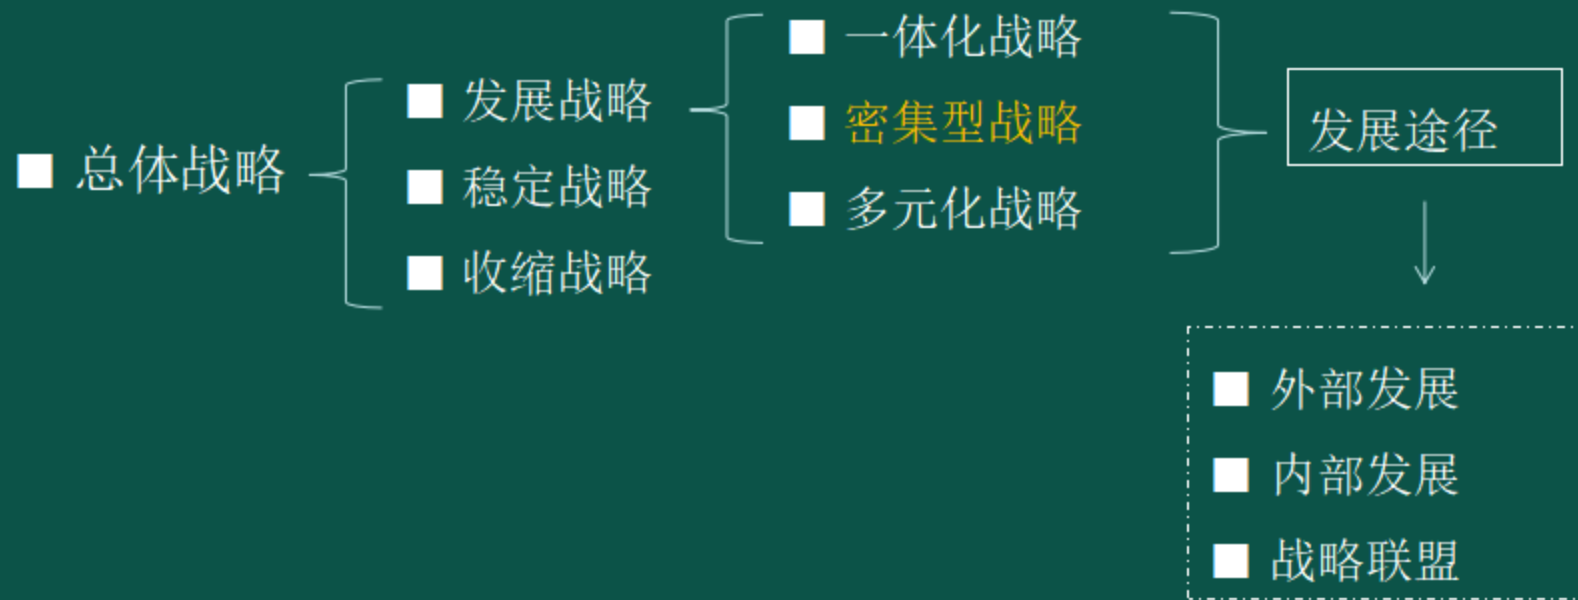 ■ 总体战略
■ 发展战略
■ 稳定战略
■ 收缩战略
■ 一体化战略
■ 密集型战略
■ 多元化战略
发展途径
■ 外部发展
■ 内部发展
■ 战略联盟